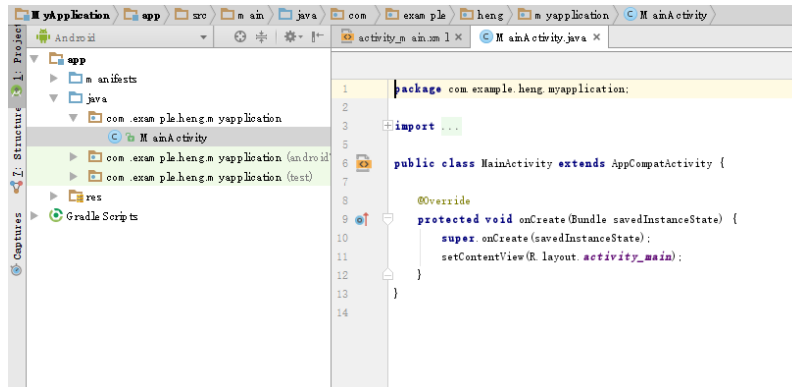 MyApplication app src main java com example heng myapplication MainActivity
Android
activity_main.xml × MainActivity.java ×
1: Project
7: Structure
Captures
app
manifests
java
com.example.heng.myapplication
MainActivity
com.example.heng.myapplication (android
com.example.heng.myapplication (test)
res
Gradle Scripts
1 package com.example.heng.myapplication;
2
3 import ...
5
6 public class MainActivity extends AppCompatActivity {
7
8 @Override
9 protected void onCreate(Bundle savedInstanceState) {
10 super.onCreate(savedInstanceState);
11 setContentView(R.layout.activity_main);
12 }
13 }
14